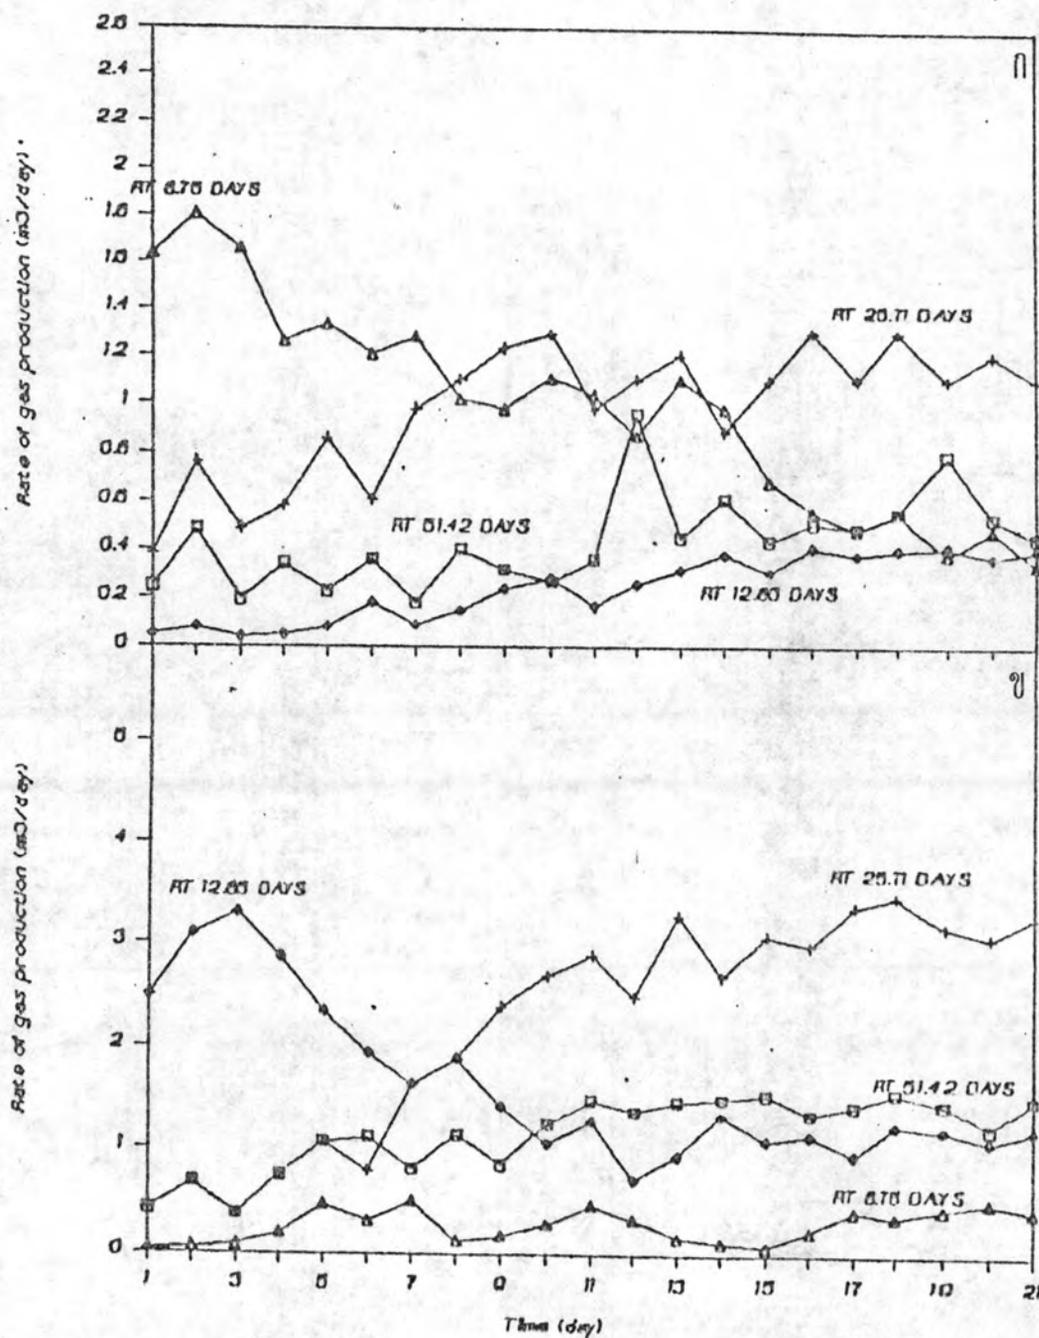 ก
2.6
2.4
2.2
2
1.8
1.6
1.4
1.2
1
0.8
0.6
0.4
0.2
0
Rate of gas production (m3/day)
RT DAYS
RT 25.71 DAYS
RT 51.42 DAYS
RT 12.85 DAYS
ข
5
4
3
2
1
0
Rate of gas production (m3/day)
RT 12.85 DAYS
RT 25.71 DAYS
RT 51.42 DAYS
RT DAYS
1 3 5 7 9 11 13 15 17 19 21
Time (day)